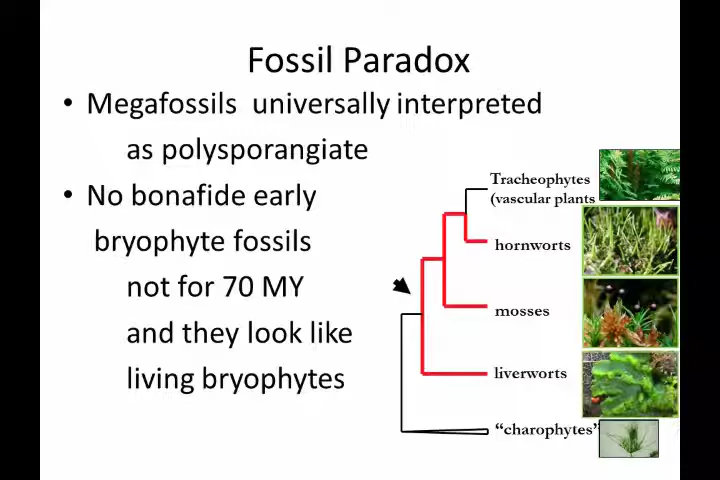 Fossil Paradox
• Megafossils universally interpreted
as polysporangiate
• No bonafide early
bryophyte fossils
not for 70 MY
and they look like
living bryophytes
Tracheophytes
(vascular plants
hornworts
mosses
liverworts
“charophytes”